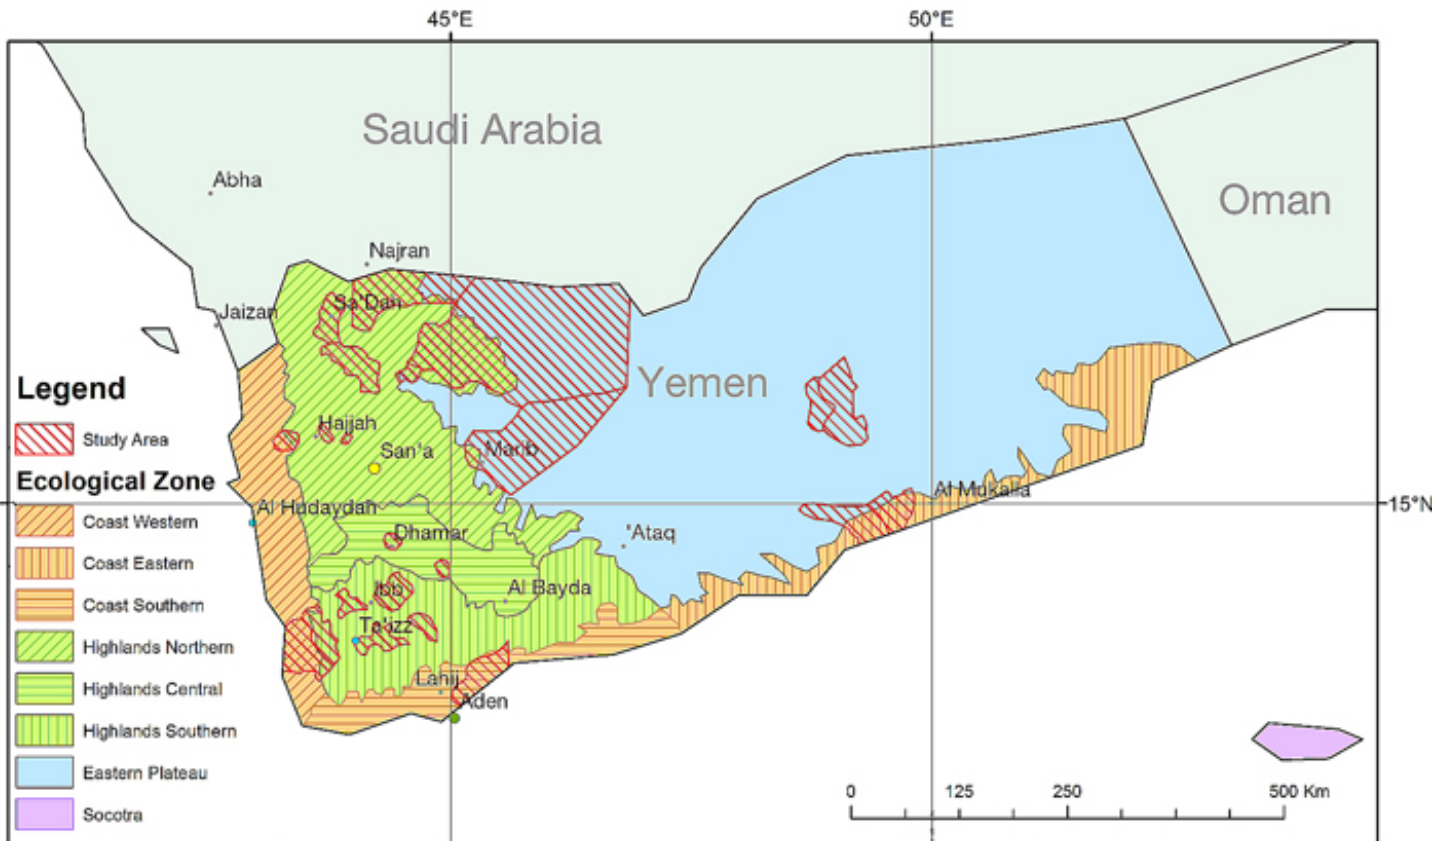 45°E
50°E
Saudi Arabia
Abha
Oman
Najran
Sa'Dah
Jaizan
Yemen
Legend
Study Area
Hajjah
San'a
Marib
Ecological Zone
Al Mukalla
15°N
Al Hudaydah
Coast Western
Dhamar
'Ataq
Coast Eastern
Ibb
Al Bayda
Coast Southern
Ta'izz
Highlands Northern
Lahij
Highlands Central
Aden
Highlands Southern
Eastern Plateau
0 125 250 500 Km
Socotra